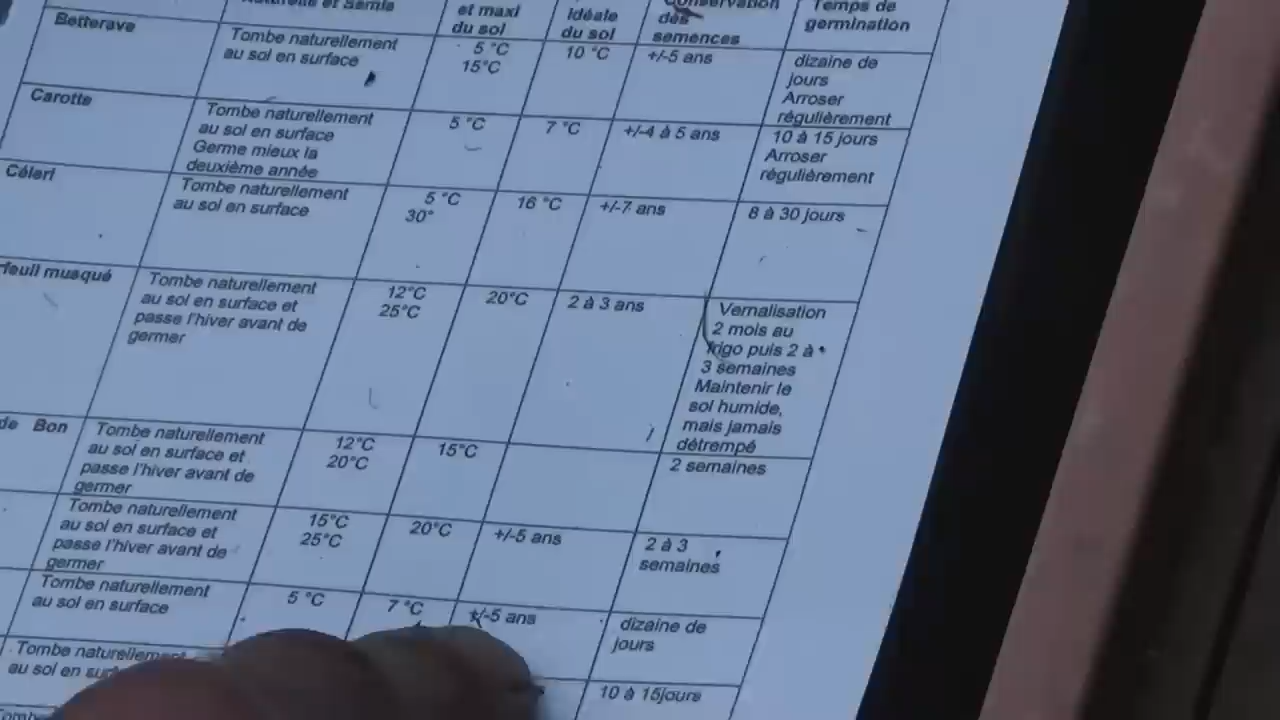 et Semis
et maxi
du sol
idéale
du sol
Conservation
des
semences
Temps de
germination
Betterave
Tombe naturellement
au sol en surface
5 °C
15°C
10 °C
+/-5 ans
dizaine de
jours
Arroser
régulièrement
Carotte
Tombe naturellement
au sol en surface
Germe mieux la
deuxième année
5 °C
7 °C
+/-4 à 5 ans
10 à 15 jours
Arroser
régulièrement
Céleri
Tombe naturellement
au sol en surface
5 °C
30°
16 °C
+/-7 ans
8 à 30 jours
rfeuil musqué
Tombe naturellement
au sol en surface et
passe l'hiver avant de
germer
12°C
25°C
20°C
2 à 3 ans
Vernalisation
2 mois au
frigo puis 2 à
3 semaines
Maintenir le
sol humide,
mais jamais
détrempé
de Bon
Tombe naturellement
au sol en surface et
passe l'hiver avant de
germer
12°C
20°C
15°C
2 semaines
Tombe naturellement
au sol en surface et
passe l'hiver avant de
germer
15°C
25°C
20°C
+/-5 ans
2 à 3
semaines
Tombe naturellement
au sol en surface
5 °C
7 °C
+/-5 ans
dizaine de
jours
Tombe naturellement
au sol en
10 à 15jours